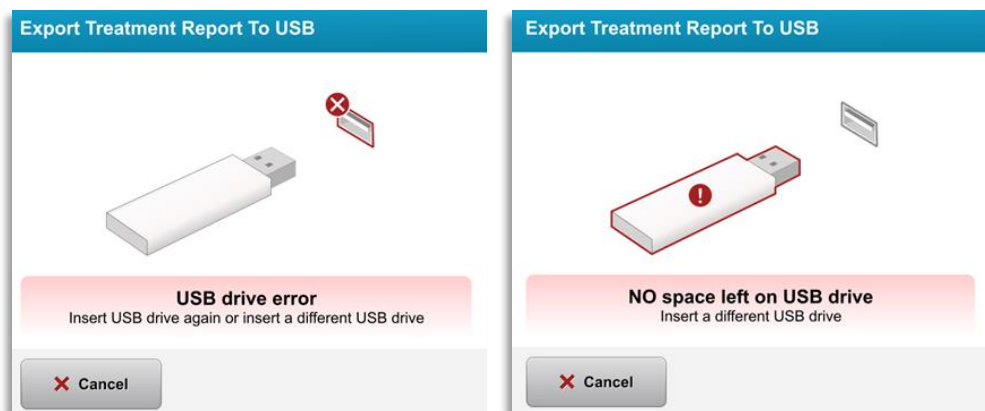 Export Treatment Report To USB
USB drive error
Insert USB drive again or insert a different USB drive
Cancel
Export Treatment Report To USB
NO space left on USB drive
Insert a different USB drive
Cancel